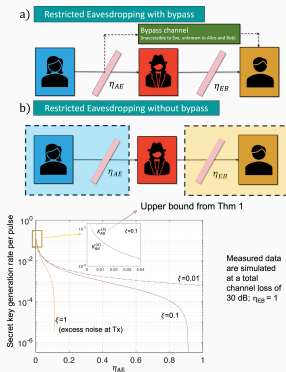 a) Restricted Eavesdropping with bypass
Bypass channel
(inaccessible to Eve, unknown to Alice and Bob)
η_AE
η_EB
b) Restricted Eavesdropping without bypass
η_AE
η_EB
Upper bound from Thm 1
Secret key generation rate per pulse
10^0
10^-2
10^-4
10^-6
ξ=0.1
0 0.01 0.02 0.03 0.04
ξ=0.01
ξ=0.1
ξ=1
(excess noise at Tx)
0 0.2 0.4 0.6 0.8 1
η_AE
Measured data
are simulated
at a total
channel loss of
30 dB; η_EB = 1